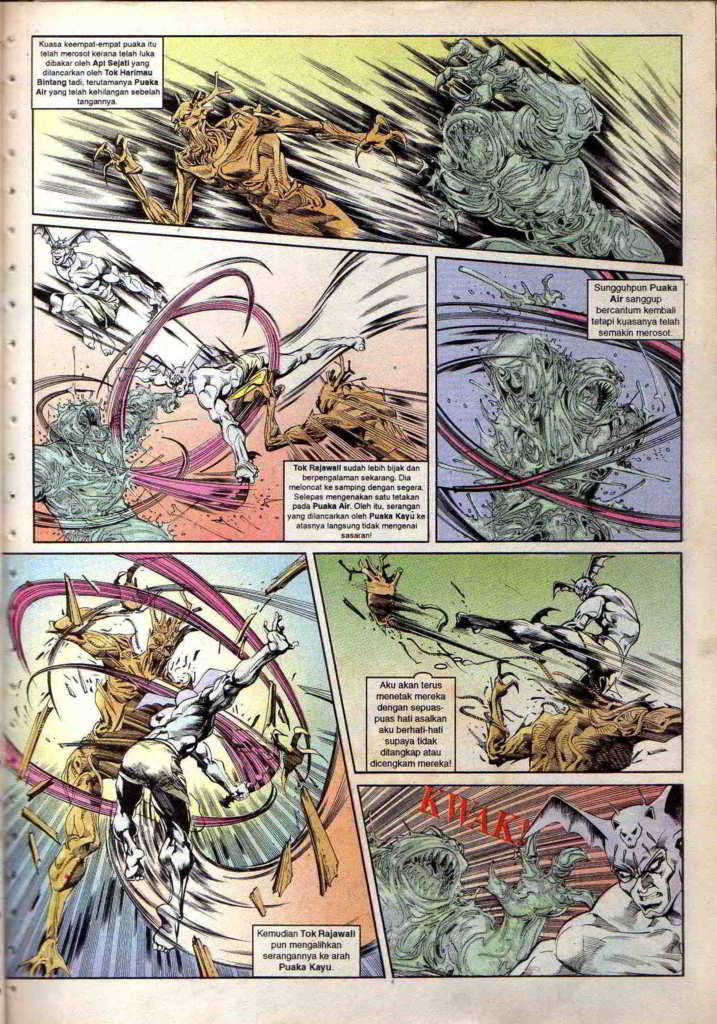 Kuasa keempat-empat puaka itu
telah merosot kerana telah luka
dibakar oleh Api Sejati yang
dilancarkan oleh Tok Harimau
Bintang tadi, terutamanya Puaka
Air yang telah kehilangan sebelah
tangannya.
Tok Rajawali sudah lebih bijak dan
berpengalaman sekarang. Dia
meloncat ke samping dengan segera.
Selepas mengenakan satu tetakan
pada Puaka Air. Oleh itu, serangan
yang dilancarkan oleh Puaka Kayu ke
atasnya langsung tidak mengenai
sasaran!
Sungguhpun Puaka
Air sanggup
bercantum kembali
tetapi kuasanya telah
semakin merosot.
Kemudian Tok Rajawali
pun mengalihkan
serangannya ke arah
Puaka Kayu.
Aku akan terus
menetak mereka
dengan sepuas-
puas hati asalkan
aku berhati-hati
supaya tidak
ditangkap atau
dicengkam mereka!
KWAK!